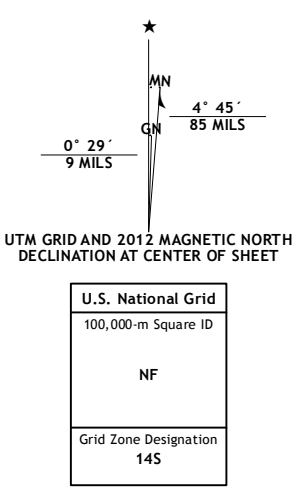 ★
MN
4° 45´
85 MILS
GN
0° 29´
9 MILS
UTM GRID AND 2012 MAGNETIC NORTH
DECLINATION AT CENTER OF SHEET
U.S. National Grid
100,000-m Square ID
NF
Grid Zone Designation
14S